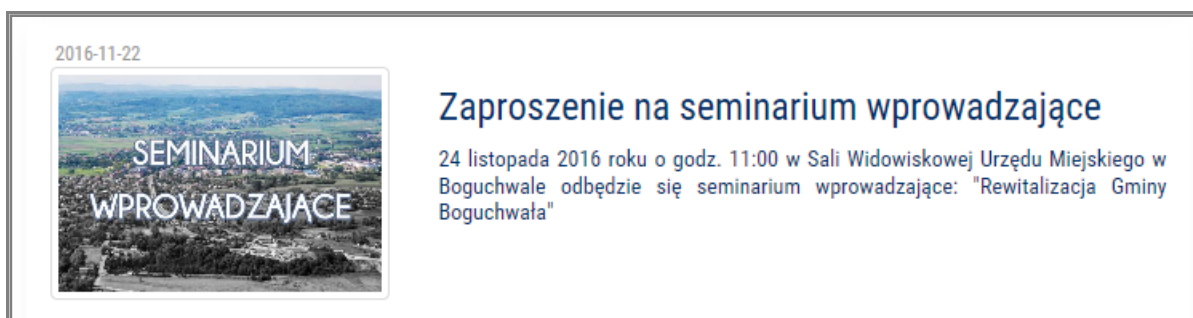 2016-11-22
SEMINARIUM
WPROWADZAJĄCE
Zaproszenie na seminarium wprowadzające
24 listopada 2016 roku o godz. 11:00 w Sali Widowiskowej Urzędu Miejskiego w
Boguchwale odbędzie się seminarium wprowadzające: "Rewitalizacja Gminy
Boguchwała"